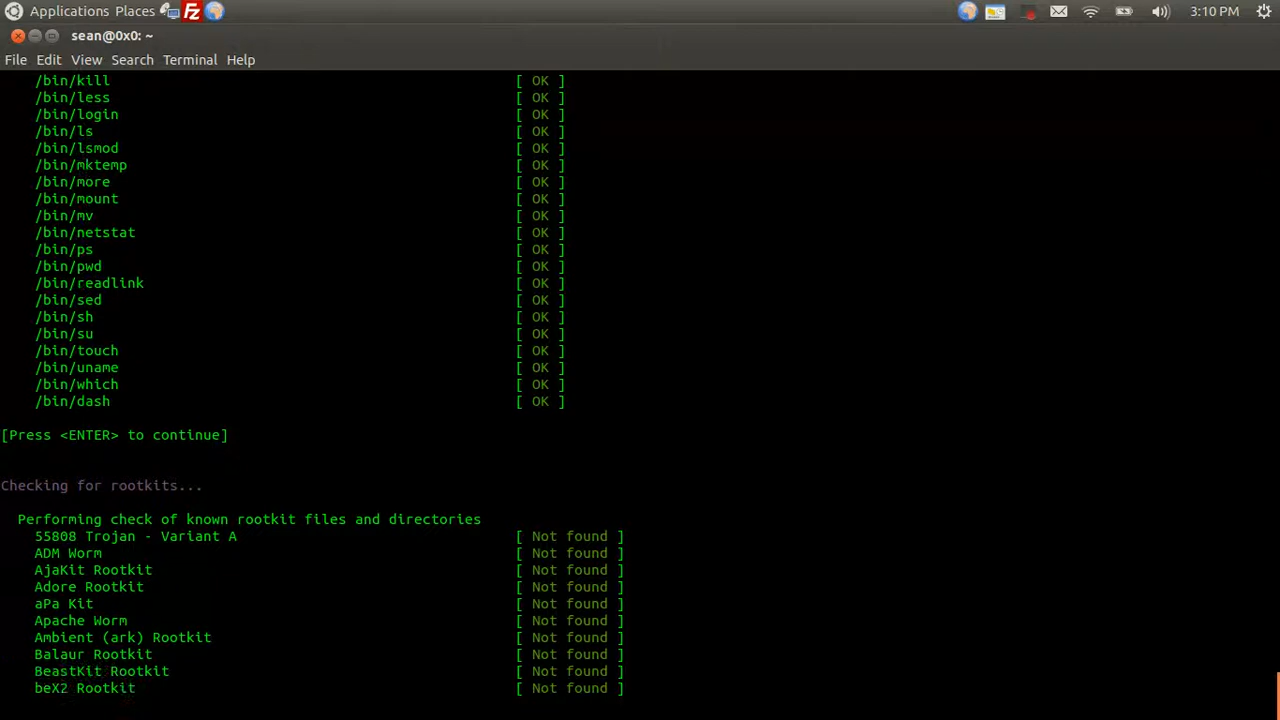 Applications Places 3:10 PM
sean@0x0: ~
File Edit View Search Terminal Help
/bin/kill [ OK ]
/bin/less [ OK ]
/bin/login [ OK ]
/bin/ls [ OK ]
/bin/lsmod [ OK ]
/bin/mktemp [ OK ]
/bin/more [ OK ]
/bin/mount [ OK ]
/bin/mv [ OK ]
/bin/netstat [ OK ]
/bin/ps [ OK ]
/bin/pwd [ OK ]
/bin/readlink [ OK ]
/bin/sed [ OK ]
/bin/sh [ OK ]
/bin/su [ OK ]
/bin/touch [ OK ]
/bin/uname [ OK ]
/bin/which [ OK ]
/bin/dash [ OK ]
[Press <ENTER> to continue]
Checking for rootkits...
Performing check of known rootkit files and directories
55808 Trojan - Variant A [ Not found ]
ADM Worm [ Not found ]
AjaKit Rootkit [ Not found ]
Adore Rootkit [ Not found ]
aPa Kit [ Not found ]
Apache Worm [ Not found ]
Ambient (ark) Rootkit [ Not found ]
Balaur Rootkit [ Not found ]
BeastKit Rootkit [ Not found ]
beX2 Rootkit [ Not found ]